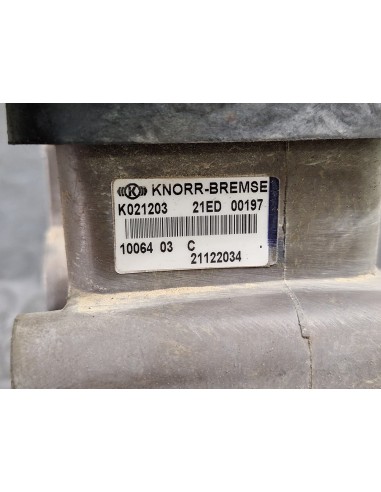 KNORR-BREMSE
K021203 21ED 00197
10064 03 C
21122034